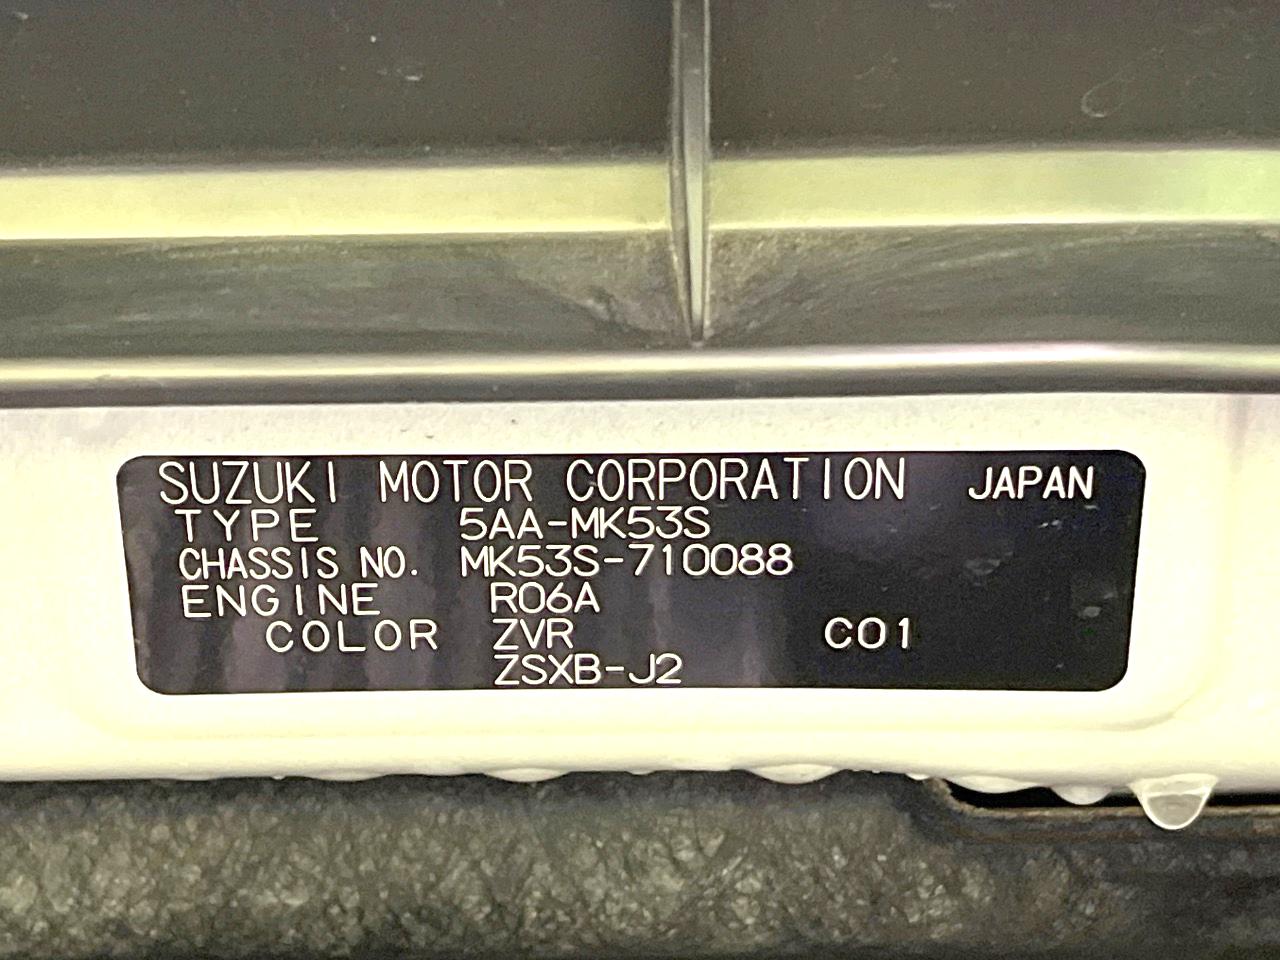 SUZUKI MOTOR CORPORATION JAPAN
TYPE 5AA-MK53S
CHASSIS NO. MK53S-710088
ENGINE R06A
COLOR ZVR C01
ZSXB-J2